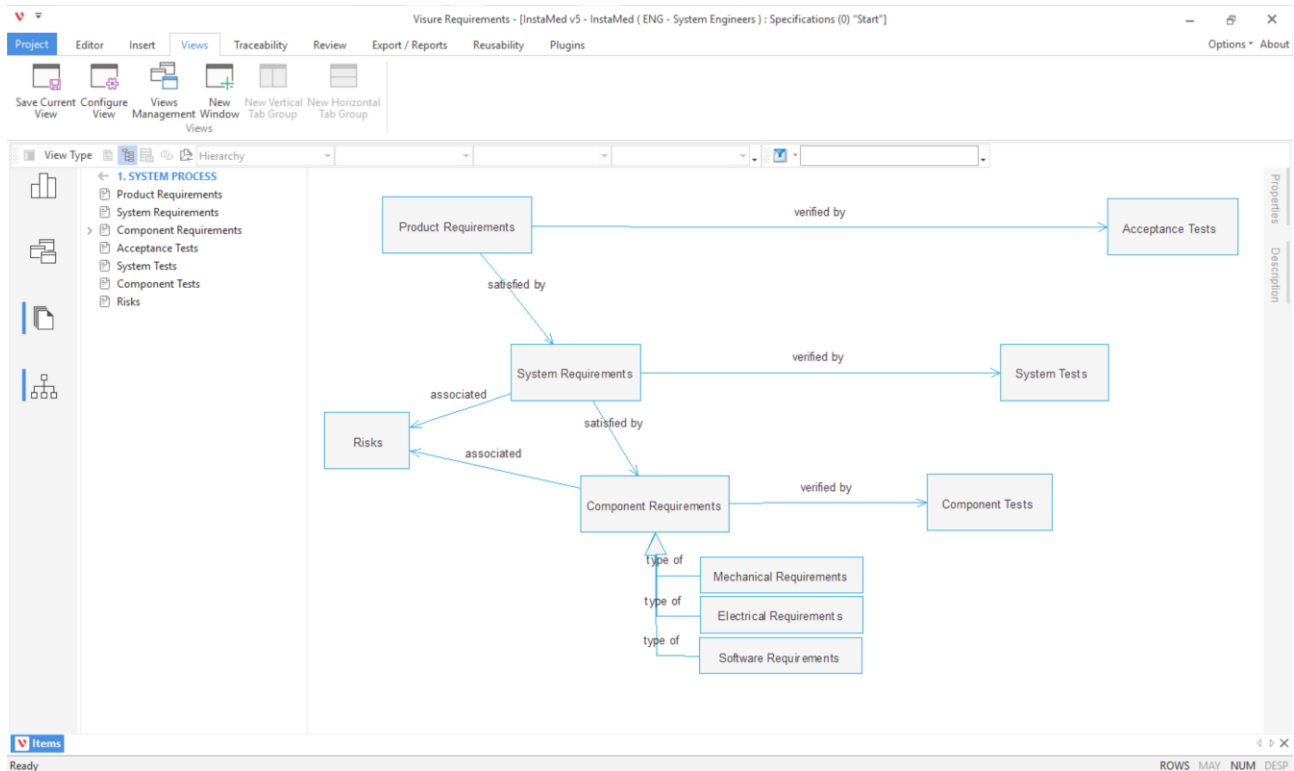 Visure Requirements - [InstaMed v5 - InstaMed ( ENG - System Engineers ) : Specifications (0) "Start"]
Project Editor Insert Views Traceability Review Export / Reports Reusability Plugins Options About
Save Current View
Configure View
Views Management
New Window
New Vertical Tab Group
New Horizontal Tab Group
Views
View Type Hierarchy
1. SYSTEM PROCESS
Product Requirements
System Requirements
Component Requirements
Acceptance Tests
System Tests
Component Tests
Risks
Product Requirements
verified by
Acceptance Tests
satisfied by
System Requirements
verified by
System Tests
associated
satisfied by
Risks
associated
Component Requirements
verified by
Component Tests
type of
Mechanical Requirements
type of
Electrical Requirements
type of
Software Requirements
Properties
Description
Items
Ready
ROWS MAY NUM DESP